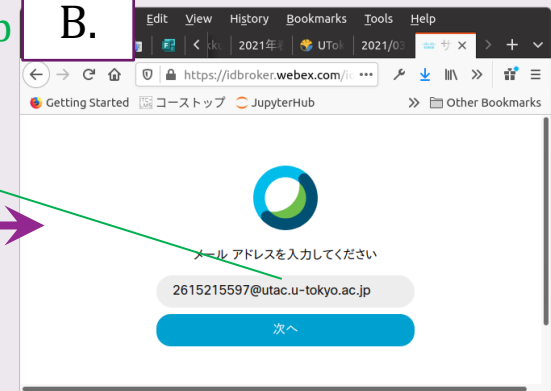 p
B.
Edit View History Bookmarks Tools Help
2021年 UTok 2021/03 サ
https://idbroker.webex.com/i
Getting Started コーストップ JupyterHub Other Bookmarks
メール アドレスを入力してください
2615215597@utac.u-tokyo.ac.jp
次へ